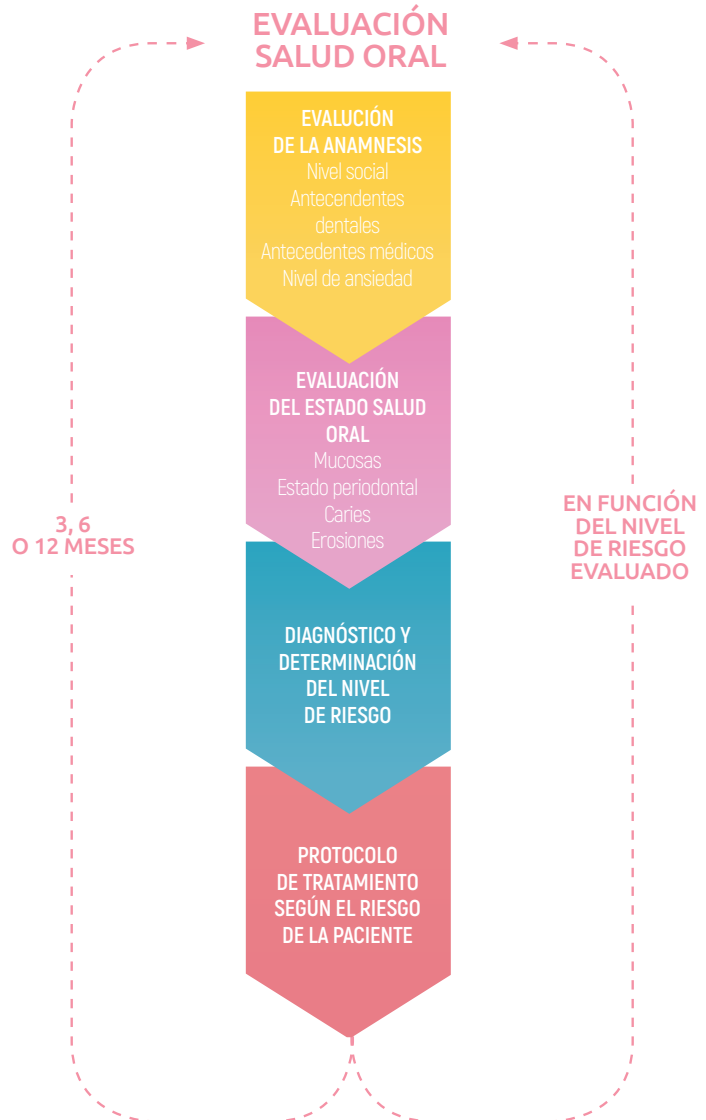 EVALUACIÓN
SALUD ORAL
EVALUCIÓN
DE LA ANAMNESIS
Nivel social
Antecendentes
dentales
Antecedentes médicos
Nivel de ansiedad
EVALUACIÓN
DEL ESTADO SALUD
ORAL
Mucosas
Estado periodontal
Caries
Erosiones
3, 6
O 12 MESES
EN FUNCIÓN
DEL NIVEL
DE RIESGO
EVALUADO
DIAGNÓSTICO Y
DETERMINACIÓN
DEL NIVEL
DE RIESGO
PROTOCOLO
DE TRATAMIENTO
SEGÚN EL RIESGO
DE LA PACIENTE